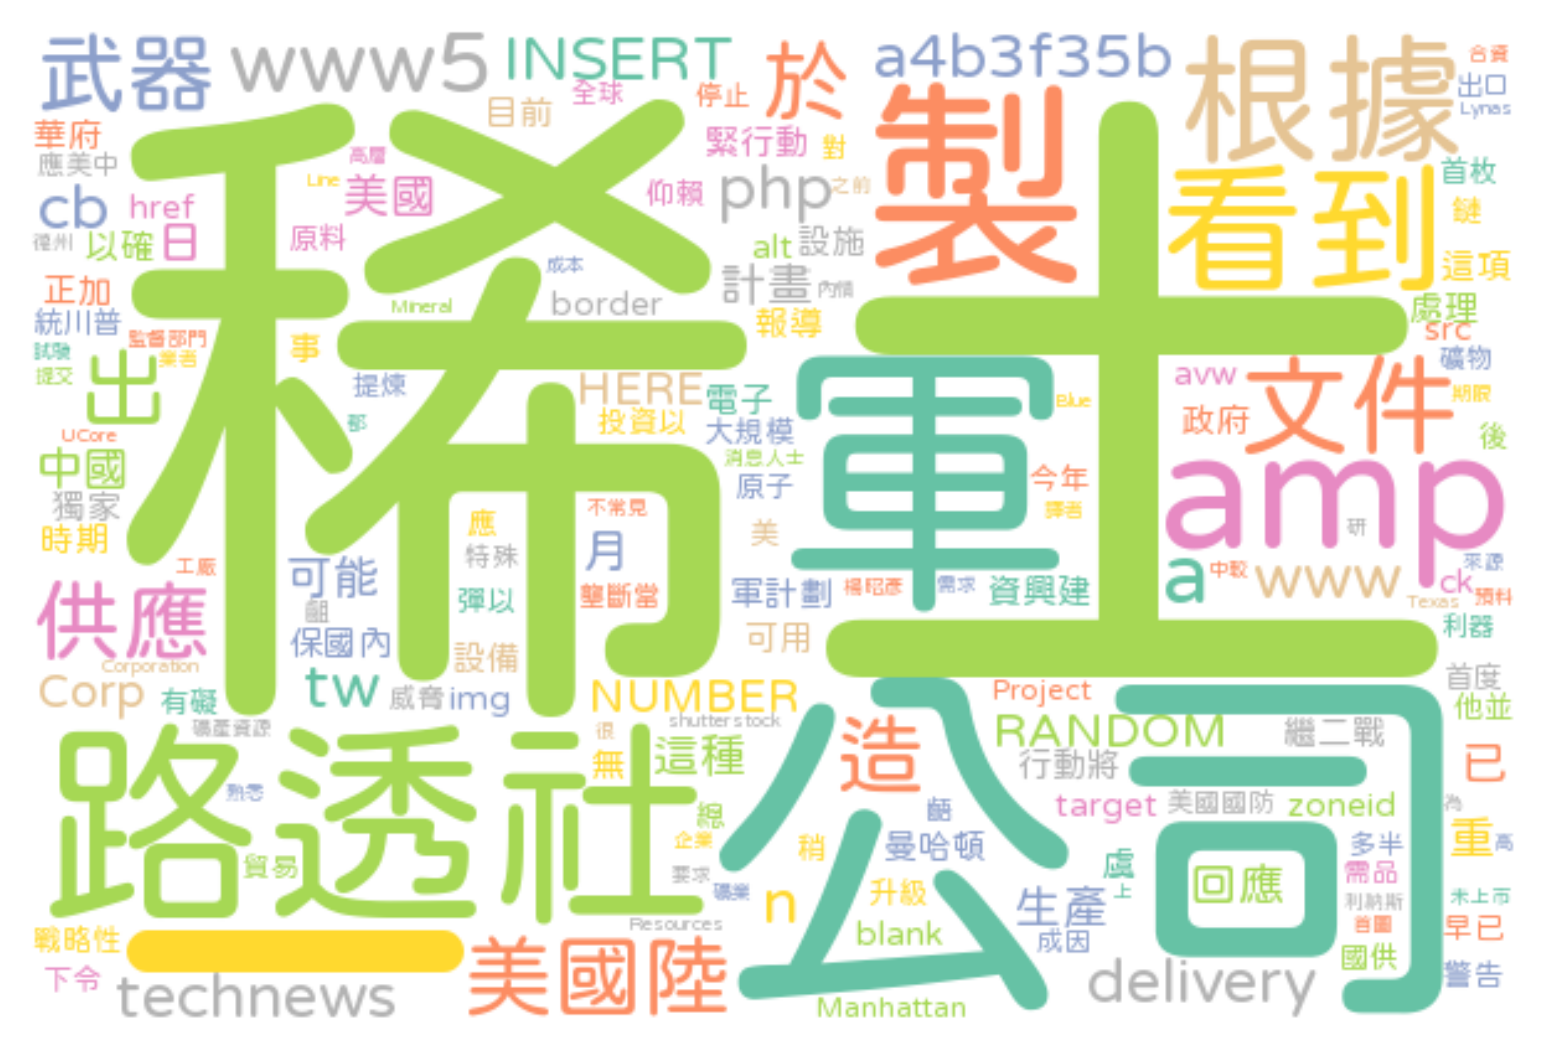 武器 www5 INSERT 於 a4b3f35b 根據 合資
目前 全球 停止 出口 Lynas
華府 稀土 製 緊行動 對 首枚
應美中 高層 Line 美國 仰賴 php 之前 看到 鏈
cb href 原料 alt 設施
以確 日 成本 計畫 內情 這項
正加 Mineral border 報導 處理
統川普 監督部門 事 src
試驗 業者 提煉 HERE 電子 軍 Blue avw 文件 礦物
提交 出 都 投資以 大規模 政府 期限
UCore 消息人士 後
中國 原子 今年 amp
獨家 不常見 譯者 研
時期 應 月 美
工廠 特殊 a 中較 www ck 來源
供應 可能 彈以 壟斷當 軍計劃 楊昭彥 需求 資興建 Texas 預料
保國內 設備 可用 利器
Corporation
Corp 有礙 tw 威脅 img NUMBER 公司 Project 首度
礦產資源 很 shutterstock RANDOM 繼二戰 他並
路透社 無 這種 造 行動將 已
熟悉 總 target 美國國防 zoneid 為
貿易 企業 稍 曼哈頓 處 多半 重 高
要求 礦業 n 升級 上 回應 需品 未上市
Resources 生產 利納斯
戰略性 一 美國陸 blank 成因 首圖 早已
下令 國供 警告
technews Manhattan delivery